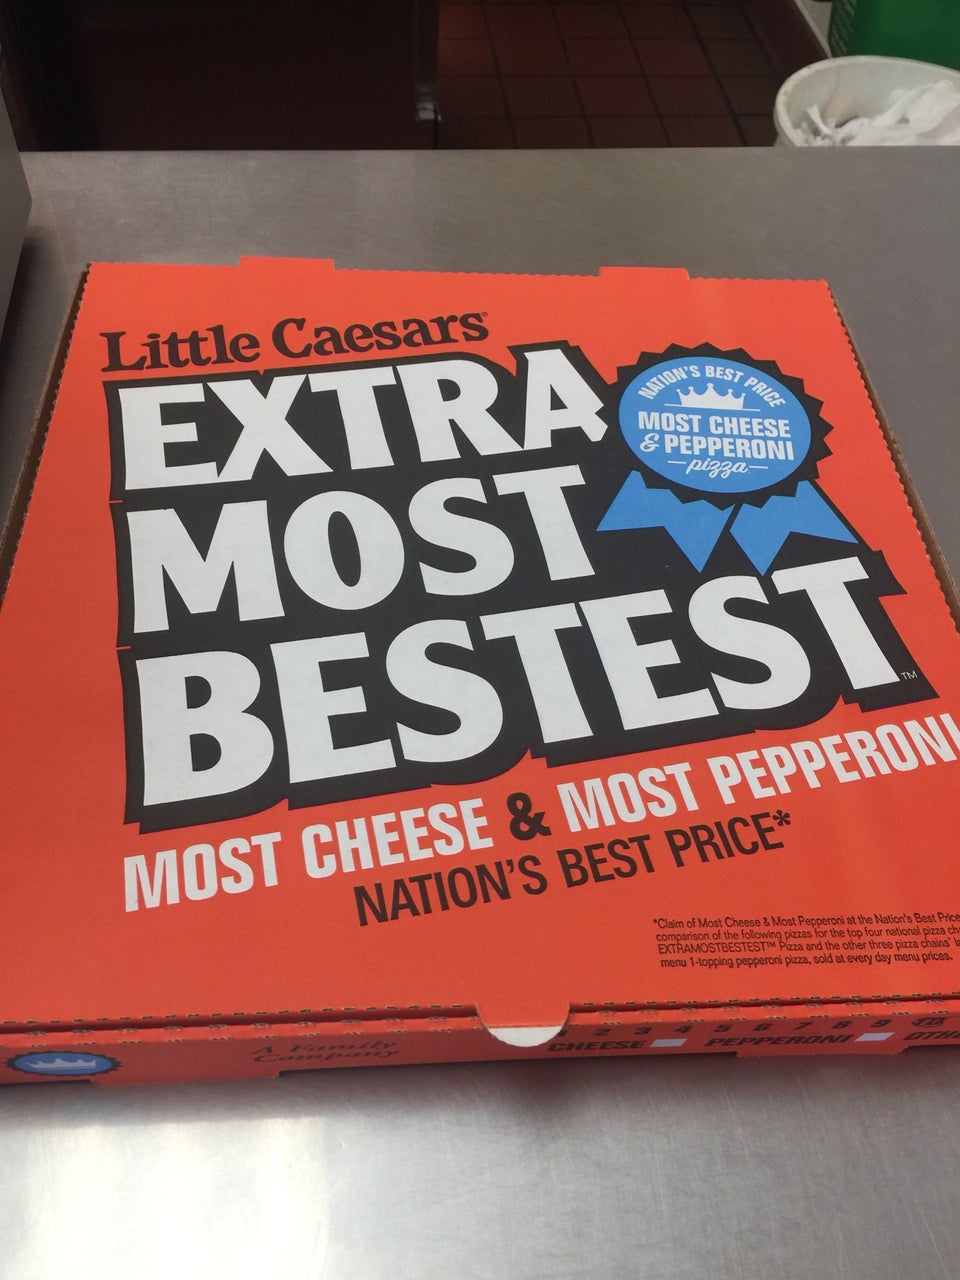 Little Caesars®
EXTRA
MOST
BESTEST™
NATION'S BEST PRICE
MOST CHEESE
& PEPPERONI
pizza
MOST CHEESE & MOST PEPPERONI
NATION'S BEST PRICE*
*Claim of Most Cheese & Most Pepperoni at the Nation's Best Price
comparison of the following pizzas for the top four national pizza
EXTRAMOSTBESTEST™ Pizza and the other three pizza chains'
menu 1-topping pepperoni pizza, sold at every day menu prices.
A Family
Company
2 3 4 5 6 7 8 9
CHEESE PEPPERONI